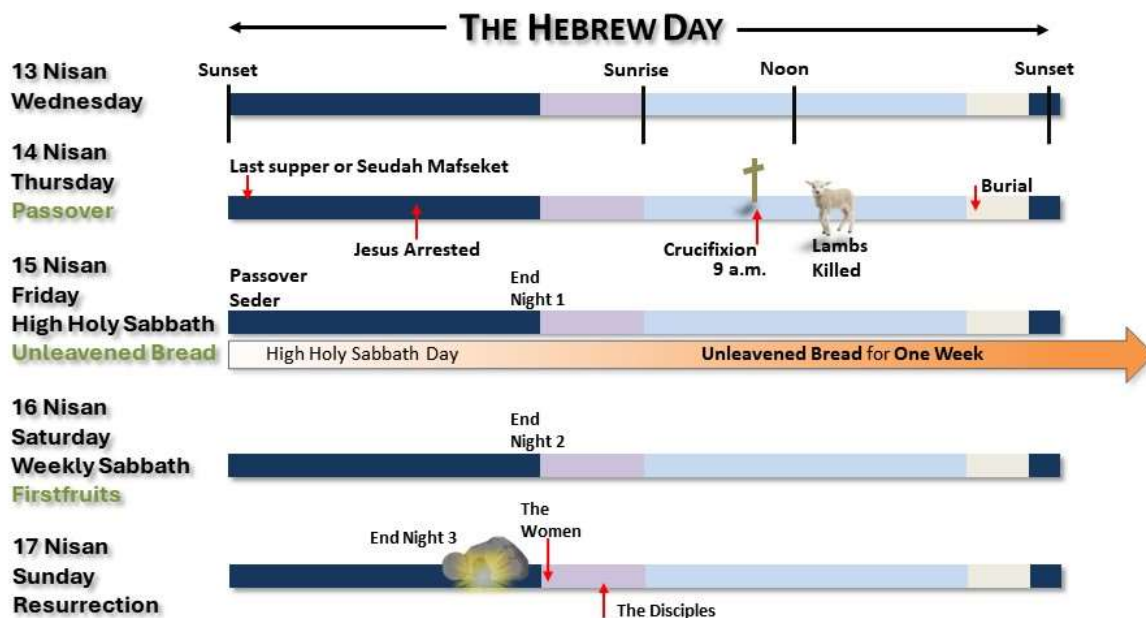 THE HEBREW DAY
13 Nisan
Wednesday
Sunset
Sunrise
Noon
Sunset
14 Nisan
Thursday
Passover
Last supper or Seudah Mafseket
Jesus Arrested
Crucifixion
9 a.m.
Lambs
Killed
Burial
15 Nisan
Friday
High Holy Sabbath
Unleavened Bread
Passover
Seder
End
Night 1
High Holy Sabbath Day
Unleavened Bread for One Week
16 Nisan
Saturday
Weekly Sabbath
Firstfruits
End
Night 2
17 Nisan
Sunday
Resurrection
End Night 3
The
Women
The Disciples